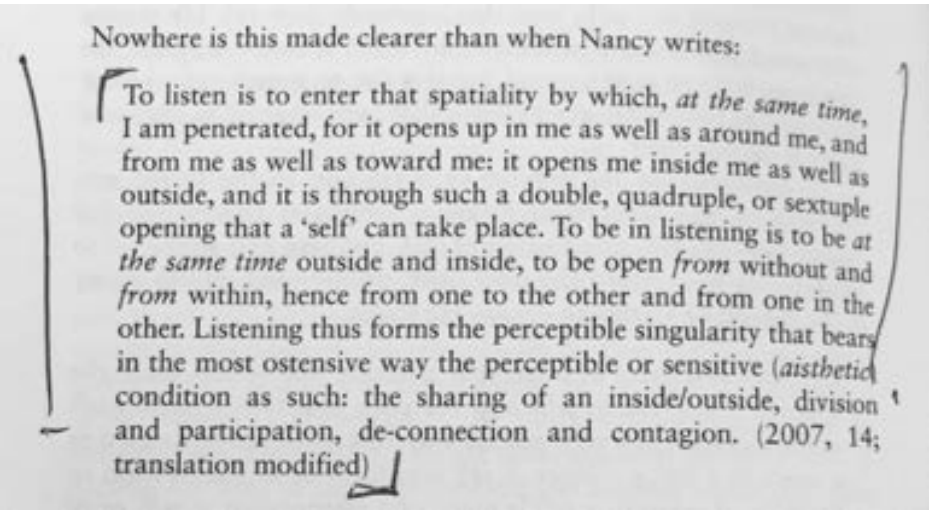 Nowhere is this made clearer than when Nancy writes:
To listen is to enter that spatiality by which, at the same time,
I am penetrated, for it opens up in me as well as around me, and
from me as well as toward me: it opens me inside me as well as
outside, and it is through such a double, quadruple, or sextuple
opening that a ‘self’ can take place. To be in listening is to be at
the same time outside and inside, to be open from without and
from within, hence from one to the other and from one in the
other. Listening thus forms the perceptible singularity that bears
in the most ostensive way the perceptible or sensitive (aisthetic)
condition as such: the sharing of an inside/outside, division
and participation, de-connection and contagion. (2007, 14;
translation modified)